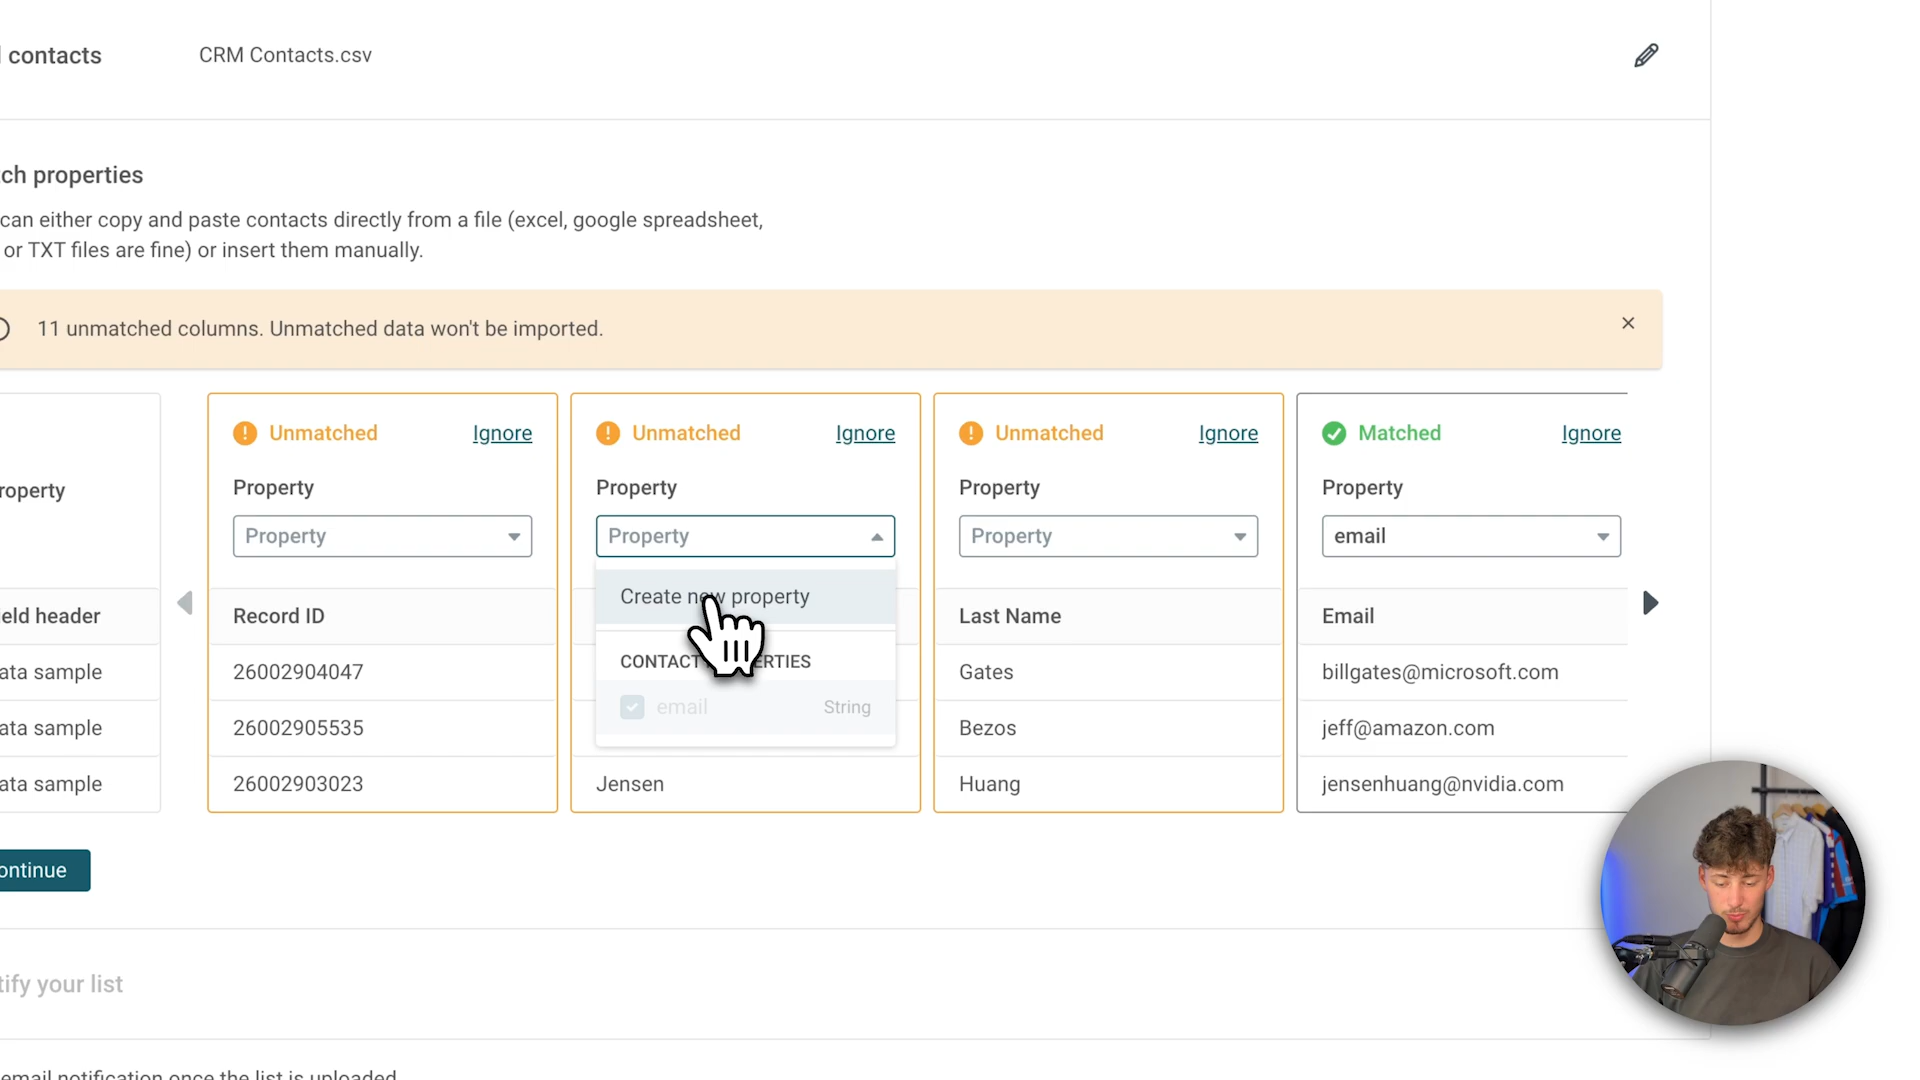 contacts
CRM Contacts.csv
tch properties
can either copy and paste contacts directly from a file (excel, google spreadsheet,
or TXT files are fine) or insert them manually.
11 unmatched columns. Unmatched data won't be imported.
Unmatched Ignore
Property
Property
Record ID
26002904047
26002905535
26002903023
Unmatched Ignore
Property
Property
Create new property
CONTACT ERTIES
email String
Jensen
Unmatched Ignore
Property
Property
Last Name
Gates
Bezos
Huang
Matched Ignore
Property
email
Email
billgates@microsoft.com
jeff@amazon.com
jensenhuang@nvidia.com
roperty
ield header
ata sample
ata sample
ata sample
ontinue
tify your list
email notification once the list is uploaded